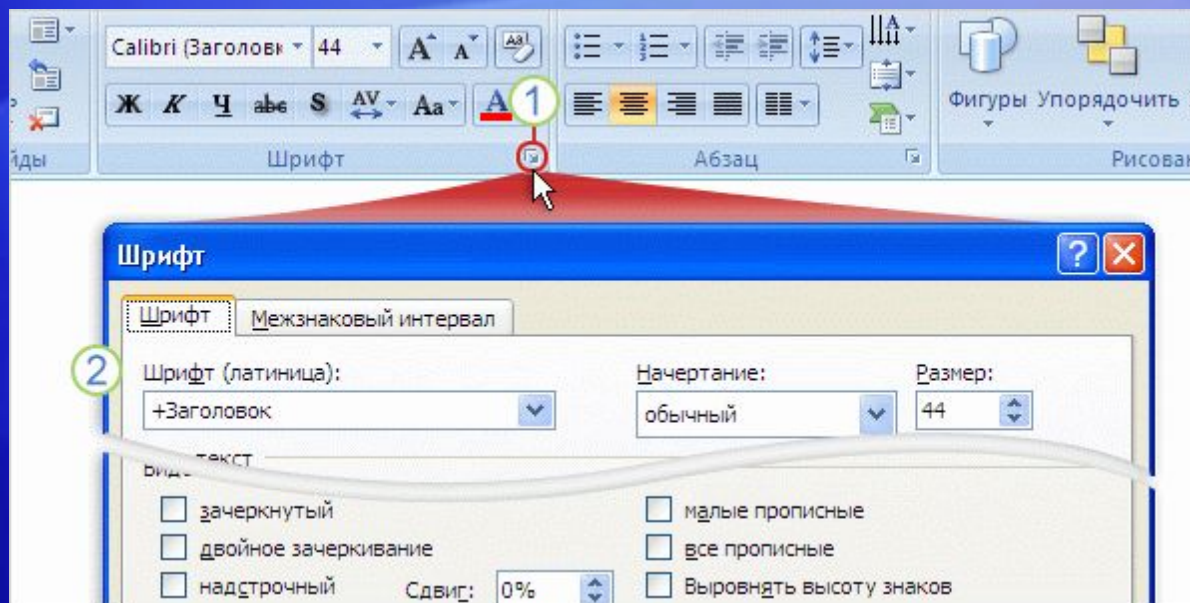 Calibri (Заголовк 44 A A Aa
Ж К Ч abc S AV Aa A 1
йды Шрифт Абзац Рисова
Фигуры Упорядочить
Шрифт
Шрифт Межзнаковый интервал
2 Шрифт (латиница): Начертание: Размер:
+Заголовок обычный 44
текст
зачеркнутый малые прописные
двойное зачеркивание все прописные
надстрочный Сдвиг: 0% Выровнять высоту знаков